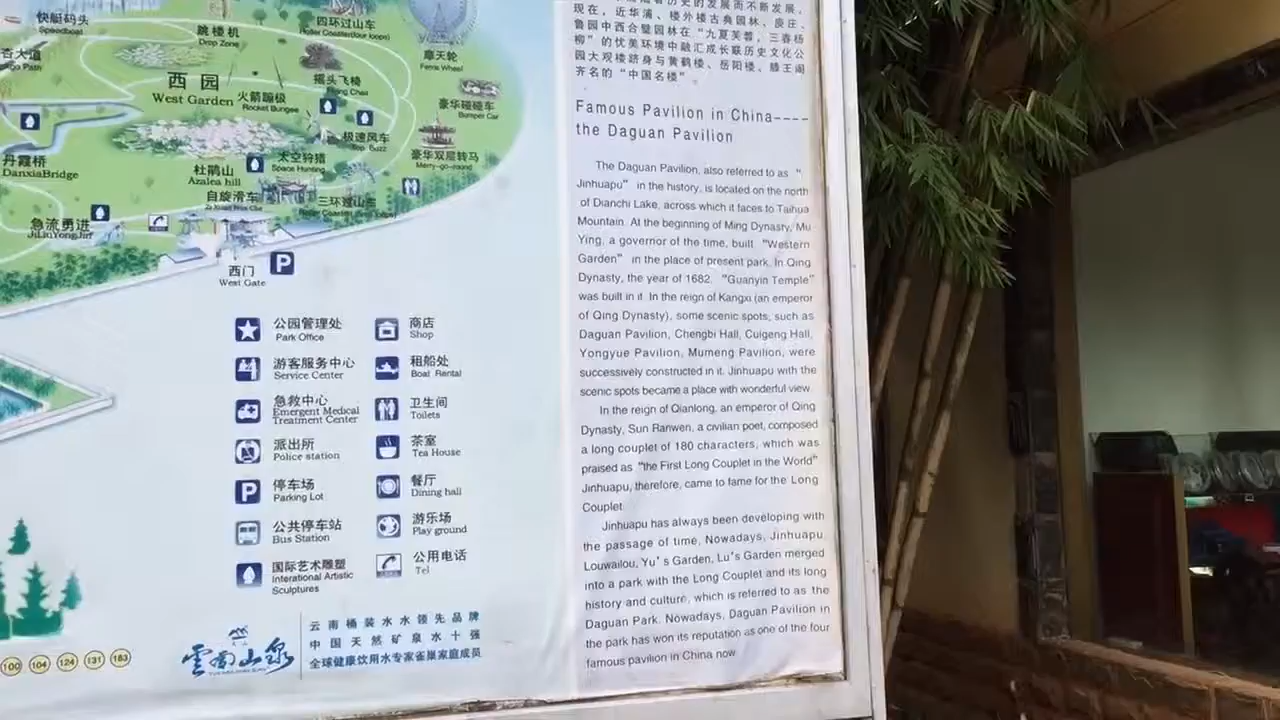 快艇码头
Speedboat
跳楼机
Drop Zone
四环过山车
Roller Coaster(four loops)
摩天轮
Ferris Wheel
西园
West Garden
火箭蹦极
Rocket Bungee
摇头飞椅
豪华碰碰车
Bumper Car
极速风车
豪华双层转马
Merry-go-round
丹霞桥
DanxiaBridge
杜鹃山
Azalea hill
太空狩猎
Space Hunting
自旋滑车
三环过山车
急流勇进
JiLiuYongJin
西门
West Gate
P
公园管理处
Park Office
游客服务中心
Service Center
急救中心
Emergent Medical
Treatment Center
派出所
Police station
P
停车场
Parking Lot
公共停车站
Bus Station
国际艺术雕塑
Interational Artistic
Sculptures
商店
Shop
租船处
Boat Rental
卫生间
Toilets
茶室
Tea House
餐厅
Dining hall
游乐场
Play ground
公用电话
Tel
100 104 124 131 183
雲南山泉
云南桶装水水领先品牌
中国天然矿泉水十强
全球健康饮用水专家雀巢家庭成员
历史的发展而不断发展，
现在，近华浦、楼外楼古典园林、庾庄、
鲁园中西合璧园林在“九夏芙蓉，三春杨
柳”的优美环境中融汇成长联历史文化公
园大观楼跻身与黄鹤楼、岳阳楼、滕王阁
齐名的“中国名楼”。
Famous Pavilion in China----
the Daguan Pavilion
The Daguan Pavilion, also referred to as “
Jinhuapu” in the history, is located on the north
of Dianchi Lake, across which it faces to Taihua
Mountain. At the beginning of Ming Dynasty, Mu
Ying, a governor of the time, built “Western
Garden” in the place of present park. In Qing
Dynasty, the year of 1682, “Guanyin Temple”
was built in it. In the reign of Kangxi (an emperor
of Qing Dynasty), some scenic spots, such as
Daguan Pavilion, Chengbi Hall, Cuigeng Hall,
Yongyue Pavilion, Mumeng Pavilion, were
successively constructed in it. Jinhuapu with the
scenic spots became a place with wonderful view.
In the reign of Qianlong, an emperor of Qing
Dynasty, Sun Ranwen, a civilian poet, composed
a long couplet of 180 characters, which was
praised as “the First Long Couplet in the World”
Jinhuapu, therefore, came to fame for the Long
Couplet.
Jinhuapu has always been developing with
the passage of time, Nowadays, Jinhuapu,
Louwailou, Yu’s Garden, Lu’s Garden merged
into a park with the Long Couplet and its long
history and culture, which is referred to as the
Daguan Park. Nowadays, Daguan Pavilion in
the park has won its reputation as one of the four
famous pavilion in China now.